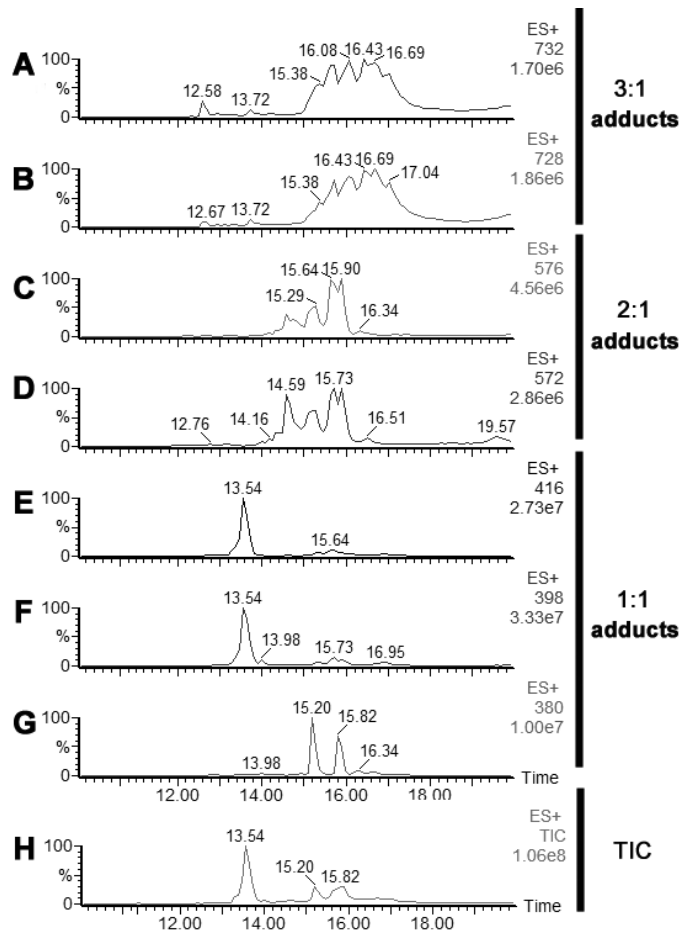 A
100
%
0
12.58
13.72
15.38
16.08
16.43
16.69
ES+
732
1.70e6
3:1
adducts
B
100
%
0
12.67
13.72
15.38
16.43
16.69
17.04
ES+
728
1.86e6
C
100
%
0
15.29
15.64
15.90
16.34
ES+
576
4.56e6
2:1
adducts
D
100
%
0
12.76
14.16
14.59
15.73
16.51
19.57
ES+
572
2.86e6
E
100
%
0
13.54
15.64
ES+
416
2.73e7
1:1
adducts
F
100
%
0
13.54
13.98
15.73
16.95
ES+
398
3.33e7
G
100
%
0
13.98
15.20
15.82
16.34
ES+
380
1.00e7
Time
12.00 14.00 16.00 18.00
H
100
%
0
13.54
15.20
15.82
ES+
TIC
1.06e8
TIC
Time
12.00 14.00 16.00 18.00